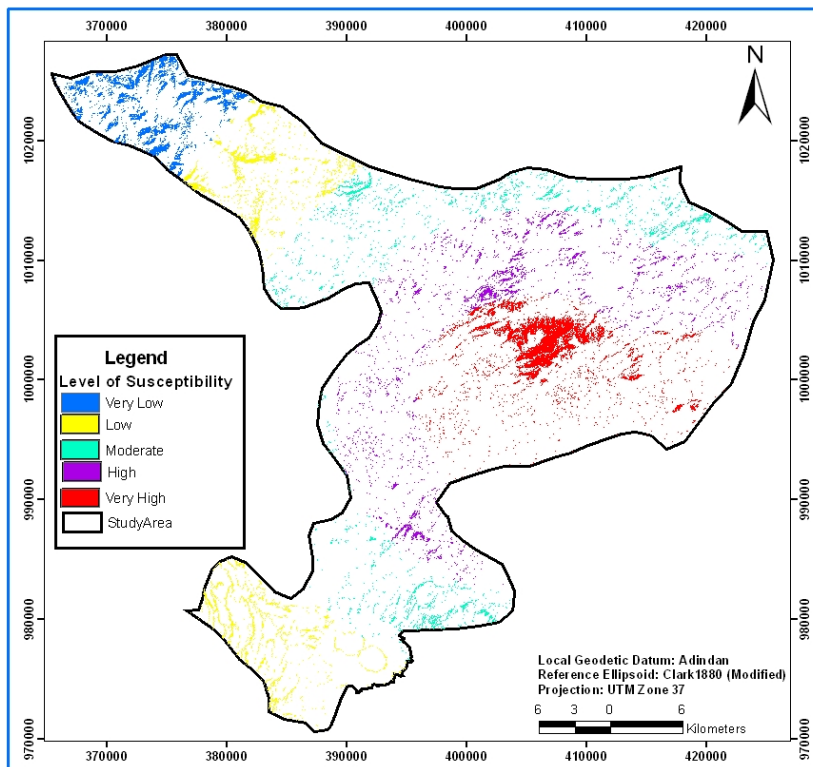 370000 380000 390000 400000 410000 420000
N
1020000 1020000
1010000 1010000
1000000 1000000
990000 990000
980000 980000
970000 970000
Legend
Level of Susceptibility
Very Low
Low
Moderate
High
Very High
StudyArea
Local Geodetic Datum: Adindan
Reference Ellipsoid: Clark1880 (Modified)
Projection: UTM Zone 37
6 3 0 6
Kilometers
370000 380000 390000 400000 410000 420000